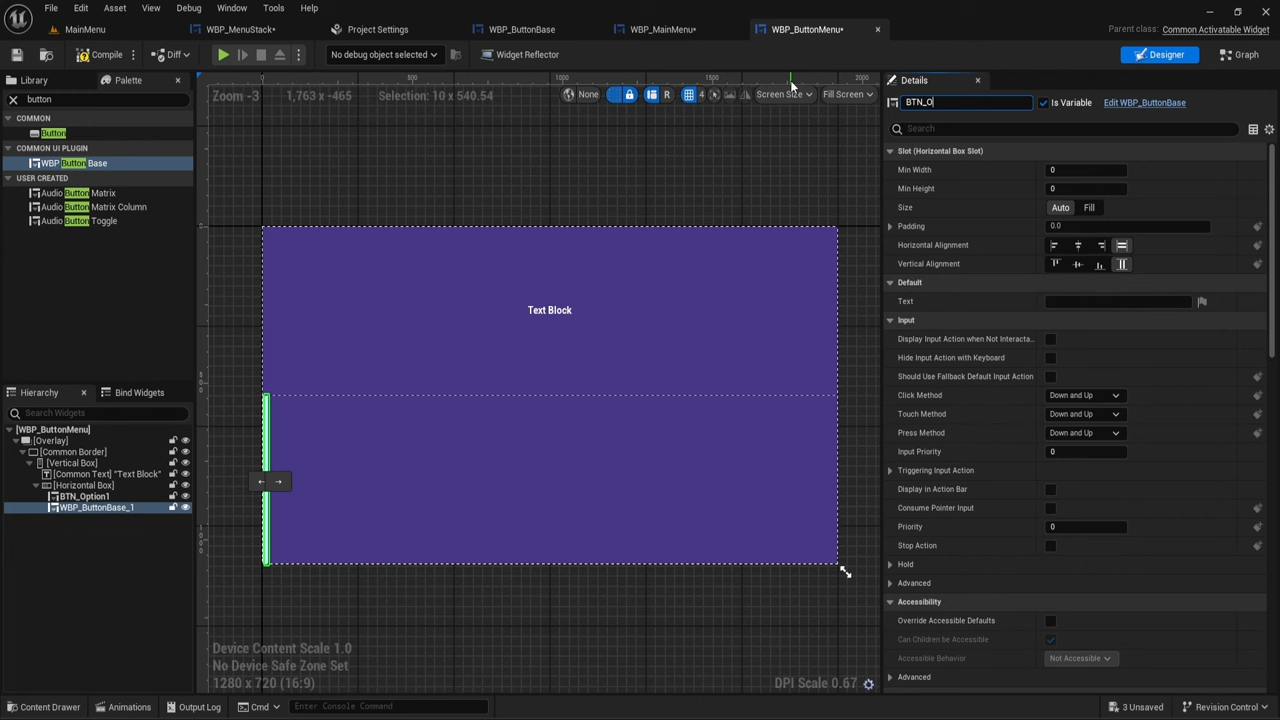 File Edit Asset View Debug Window Tools Help
MainMenu WBP_MenuStack* Project Settings WBP_ButtonBase WBP_MainMenu* WBP_ButtonMenu* Parent class: Common Activatable Widget
Compile Diff No debug object selected Widget Reflector Designer Graph
Library Palette
button
COMMON
Button
COMMON UI PLUGIN
WBP Button Base
USER CREATED
Audio Button Matrix
Audio Button Matrix Column
Audio Button Toggle
Hierarchy Bind Widgets
Search Widgets
[WBP_ButtonMenu]
[Overlay]
[Common Border]
[Vertical Box]
[Common Text] "Text Block"
[Horizontal Box]
BTN_Option1
WBP_ButtonBase_1
0 500 1000 1500 2000
Zoom -3 1,763 x -465 Selection: 10 x 540.54 None R 4 Screen Size Fill Screen
0
500
1000
Text Block
Device Content Scale 1.0
No Device Safe Zone Set
1280 x 720 (16:9) DPI Scale 0.67
Details
BTN_O Is Variable Edit WBP_ButtonBase
Search
Slot (Horizontal Box Slot)
Min Width 0
Min Height 0
Size Auto Fill
Padding 0.0
Horizontal Alignment
Vertical Alignment
Default
Text
Input
Display Input Action when Not Interacta...
Hide Input Action with Keyboard
Should Use Fallback Default Input Action
Click Method Down and Up
Touch Method Down and Up
Press Method Down and Up
Input Priority 0
Triggering Input Action
Display in Action Bar
Consume Pointer Input
Priority 0
Stop Action
Hold
Advanced
Accessibility
Override Accessible Defaults
Can Children be Accessible
Accessible Behavior Not Accessible
Advanced
Content Drawer Animations Output Log Cmd Enter Console Command 3 Unsaved Revision Control